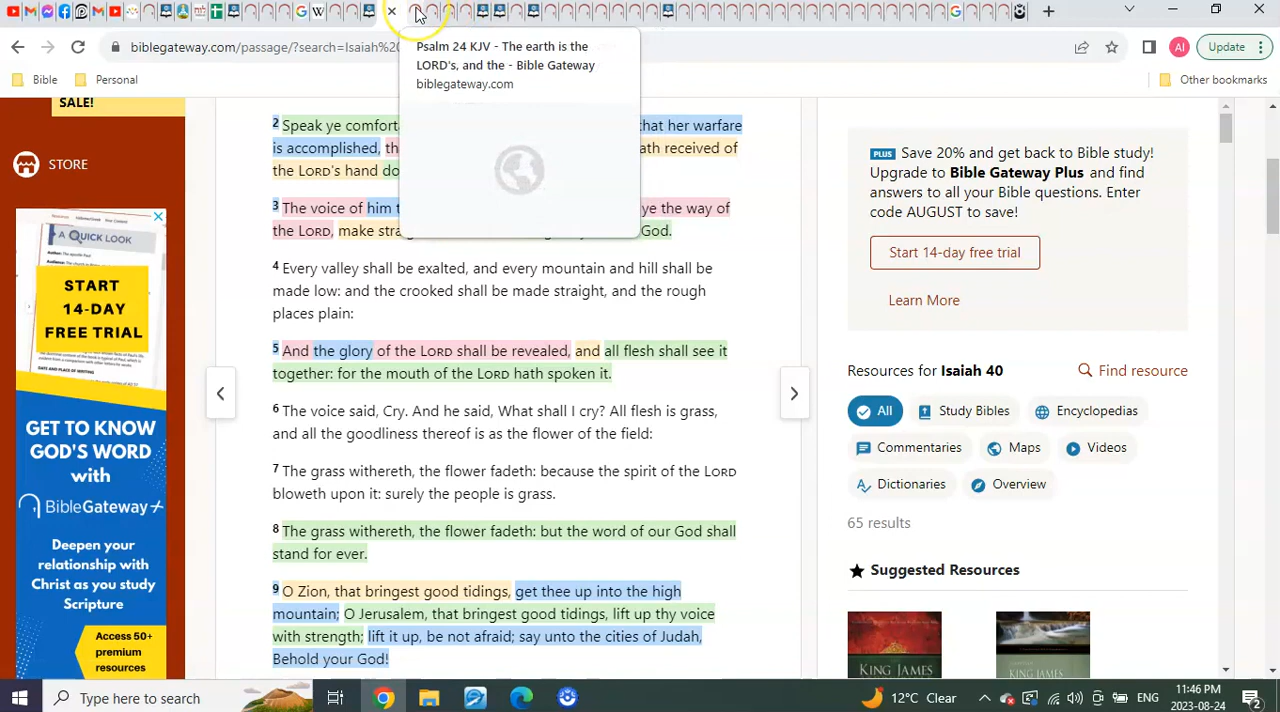 Psalm 24 KJV - The earth is the
LORD's, and the - Bible Gateway
biblegateway.com
biblegateway.com/passage/?search=Isaiah%20
AI
Update
Bible
Personal
Other bookmarks
SALE!
STORE
A QUICK LOOK
START
14-DAY
FREE TRIAL
GET TO KNOW
GOD'S WORD
with
BibleGateway+
Deepen your
relationship with
Christ as you study
Scripture
Access 50+
premium
resources
2 Speak ye comfort that her warfare
is accomplished, th ath received of
the LORD's hand do
3 The voice of him t ye the way of
the LORD, make stra God.
4 Every valley shall be exalted, and every mountain and hill shall be
made low: and the crooked shall be made straight, and the rough
places plain:
5 And the glory of the LORD shall be revealed, and all flesh shall see it
together: for the mouth of the LORD hath spoken it.
6 The voice said, Cry. And he said, What shall I cry? All flesh is grass,
and all the goodliness thereof is as the flower of the field:
7 The grass withereth, the flower fadeth: because the spirit of the LORD
bloweth upon it: surely the people is grass.
8 The grass withereth, the flower fadeth: but the word of our God shall
stand for ever.
9 O Zion, that bringest good tidings, get thee up into the high
mountain; O Jerusalem, that bringest good tidings, lift up thy voice
with strength; lift it up, be not afraid; say unto the cities of Judah,
Behold your God!
PLUS Save 20% and get back to Bible study!
Upgrade to Bible Gateway Plus and find
answers to all your Bible questions. Enter
code AUGUST to save!
Start 14-day free trial
Learn More
Resources for Isaiah 40
Find resource
All
Study Bibles
Encyclopedias
Commentaries
Maps
Videos
Dictionaries
Overview
65 results
Suggested Resources
KING JAMES
KING JAMES
Type here to search
12°C Clear
ENG
11:46 PM
2023-08-24
2